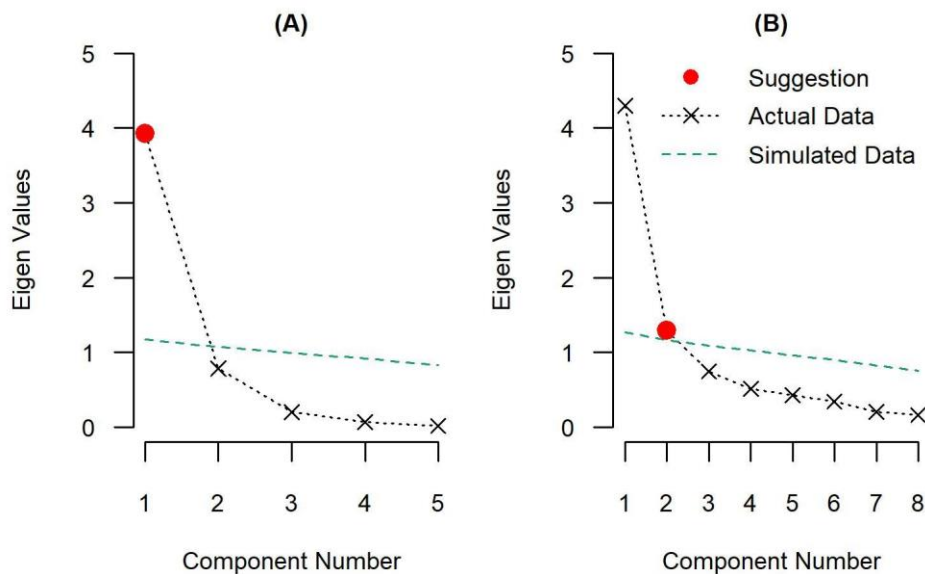 (A)
5
4
3
2
1
0
Eigen Values
1 2 3 4 5
Component Number
(B)
5
4
3
2
1
0
Eigen Values
Suggestion
Actual Data
Simulated Data
1 2 3 4 5 6 7 8
Component Number